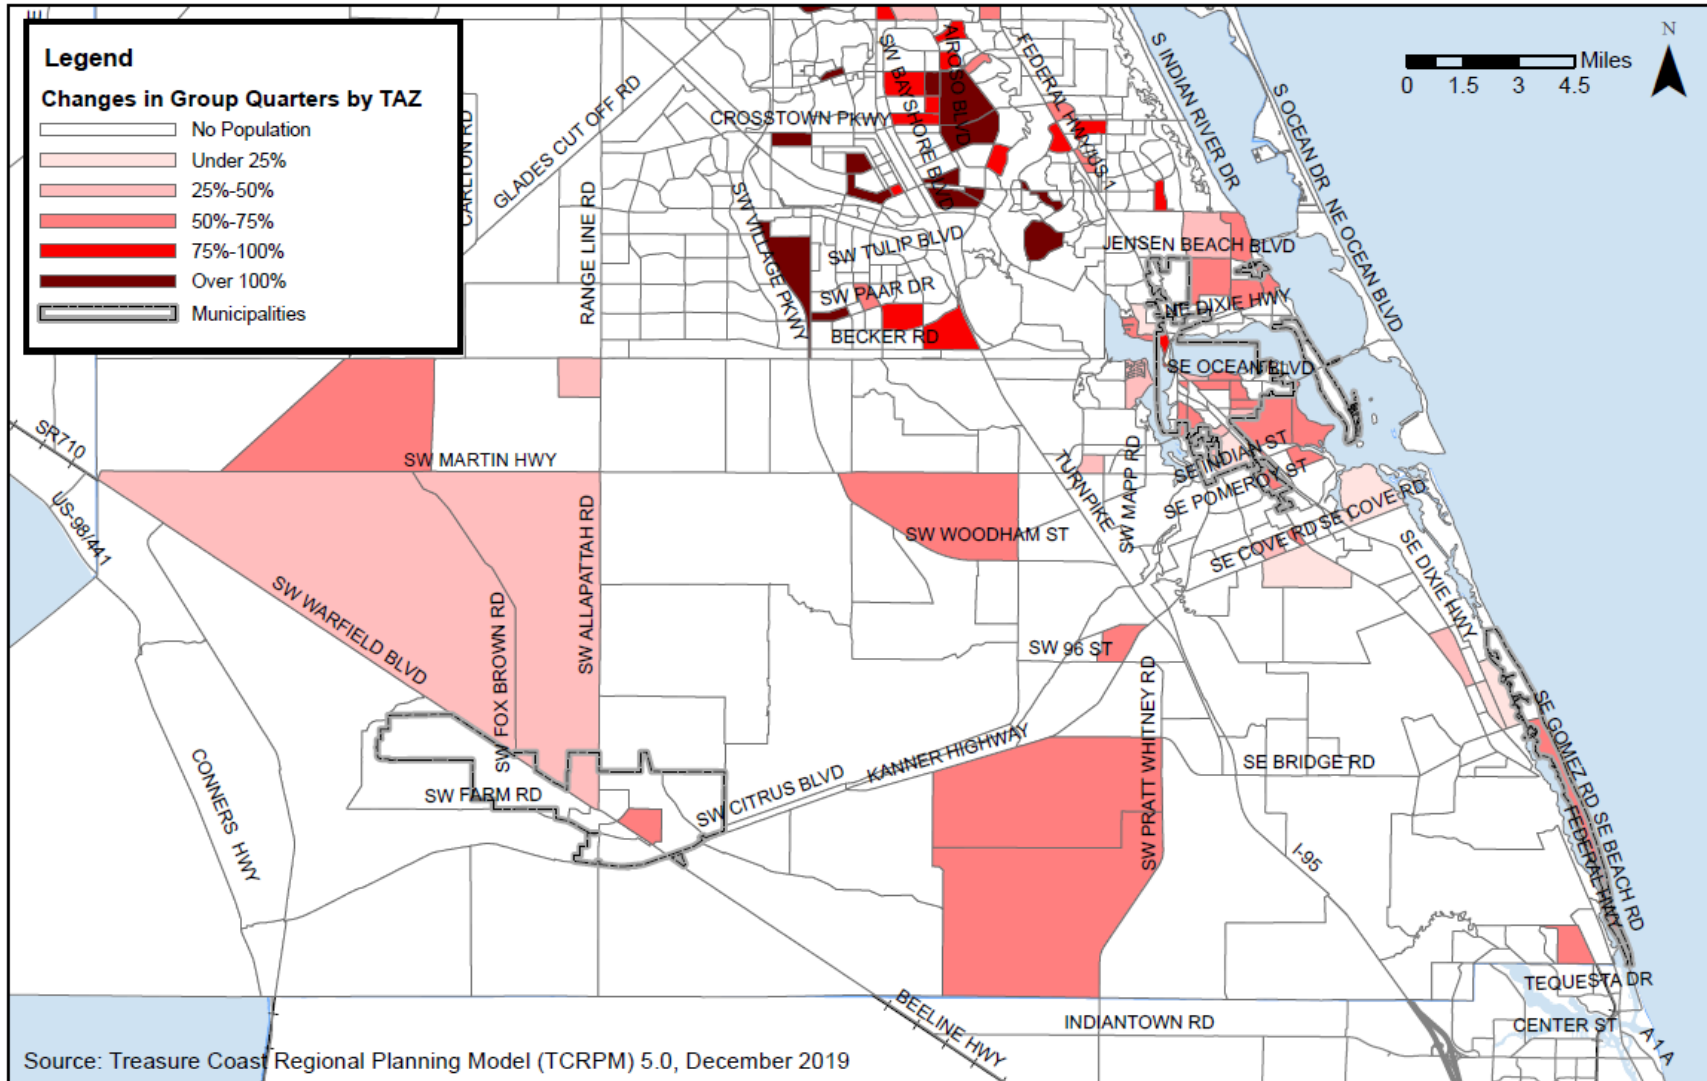 Legend
Changes in Group Quarters by TAZ
No Population
Under 25%
25%-50%
50%-75%
75%-100%
Over 100%
Municipalities
N
Miles
0 1.5 3 4.5
CARLTON RD
GLADES CUT OFF RD
RANGE LINE RD
CROSSTOWN PKWY
SW BAYSHORE BLVD
AIROSO BLVD
FEDERAL HWY/US 1
S INDIAN RIVER DR
S OCEAN DR
NE OCEAN BLVD
SW VILLAGE PKWY
SW TULIP BLVD
SW PAAR DR
BECKER RD
JENSEN BEACH BLVD
NE DIXIE HWY
SE OCEAN BLVD
SR710
US-98/441
SW MARTIN HWY
SW ALLAPATTAH RD
SW WOODHAM ST
TURNPIKE
SW MAPP RD
SE INDIAN ST
SE POMEROY ST
SE COVE RD
SE COVE RD
SE DIXIE HWY
SW WARFIELD BLVD
SW FOX BROWN RD
SW 96 ST
SW PRATT WHITNEY RD
SE BRIDGE RD
KANNER HIGHWAY
SW CITRUS BLVD
SW FARM RD
CONNERS HWY
SE GOMEZ RD
SE BEACH RD
FEDERAL HWY
I-95
TEQUESTA DR
CENTER ST
A1A
BEELINE HWY
INDIANTOWN RD
Source: Treasure Coast Regional Planning Model (TCRPM) 5.0, December 2019